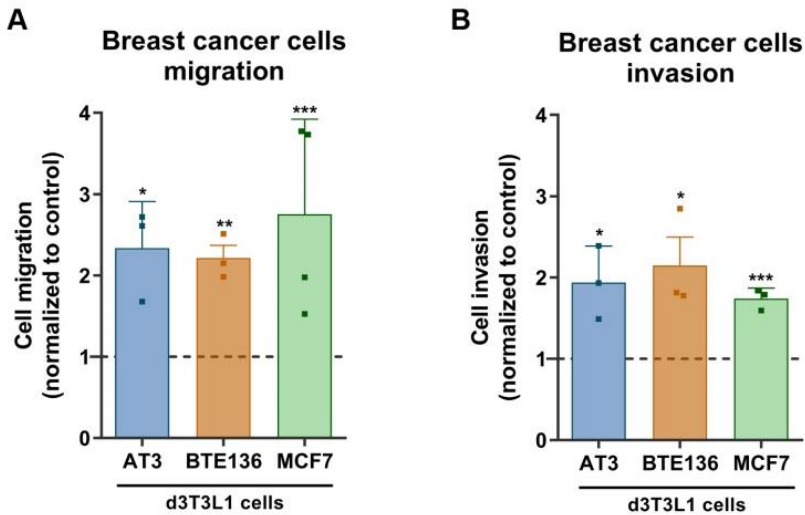 A
Breast cancer cells
migration
Cell migration
(normalized to control)
4
3
2
1
0
*
**
***
AT3 BTE136 MCF7
d3T3L1 cells
B
Breast cancer cells
invasion
Cell invasion
(normalized to control)
4
3
2
1
0
*
*
***
AT3 BTE136 MCF7
d3T3L1 cells